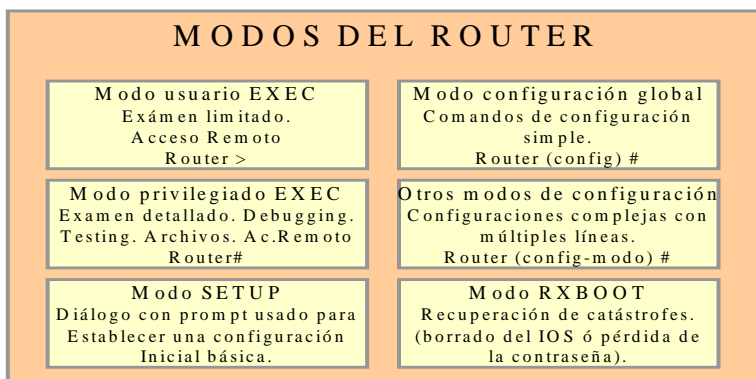 MODOS DEL ROUTER
Modo usuario EXEC
Exámen limitado.
Acceso Remoto
Router >
Modo configuración global
Comandos de configuración
simple.
Router (config) #
Modo privilegiado EXEC
Examen detallado. Debugging.
Testing. Archivos. Ac.Remoto
Router#
Otros modos de configuración
Configuraciones complejas con
múltiples líneas.
Router (config-modo) #
Modo SETUP
Diálogo con prompt usado para
Establecer una configuración
Inicial básica.
Modo RXBOOT
Recuperación de catástrofes.
(borrado del IOS ó pérdida de
la contraseña).